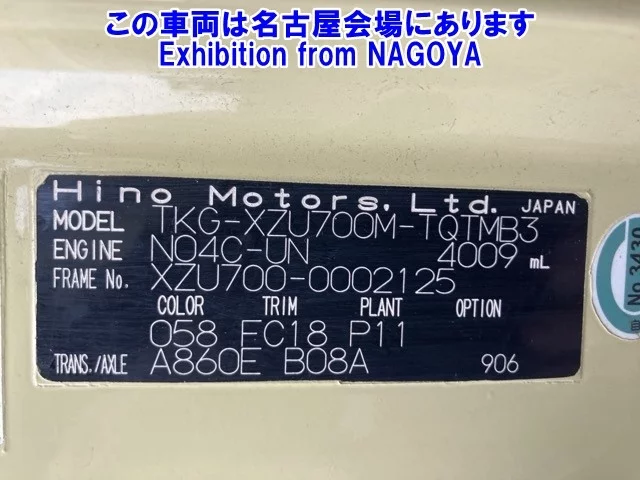 この車両は名古屋会場にあります
Exhibition from NAGOYA
Hino Motors, Ltd. JAPAN
MODEL TKG-XZU700M-TQTMB3
ENGINE N04C-UN 4009 mL
FRAME No. XZU700-0002125
COLOR TRIM PLANT OPTION
058 FC18 P11
TRANS./AXLE A860E B08A 906